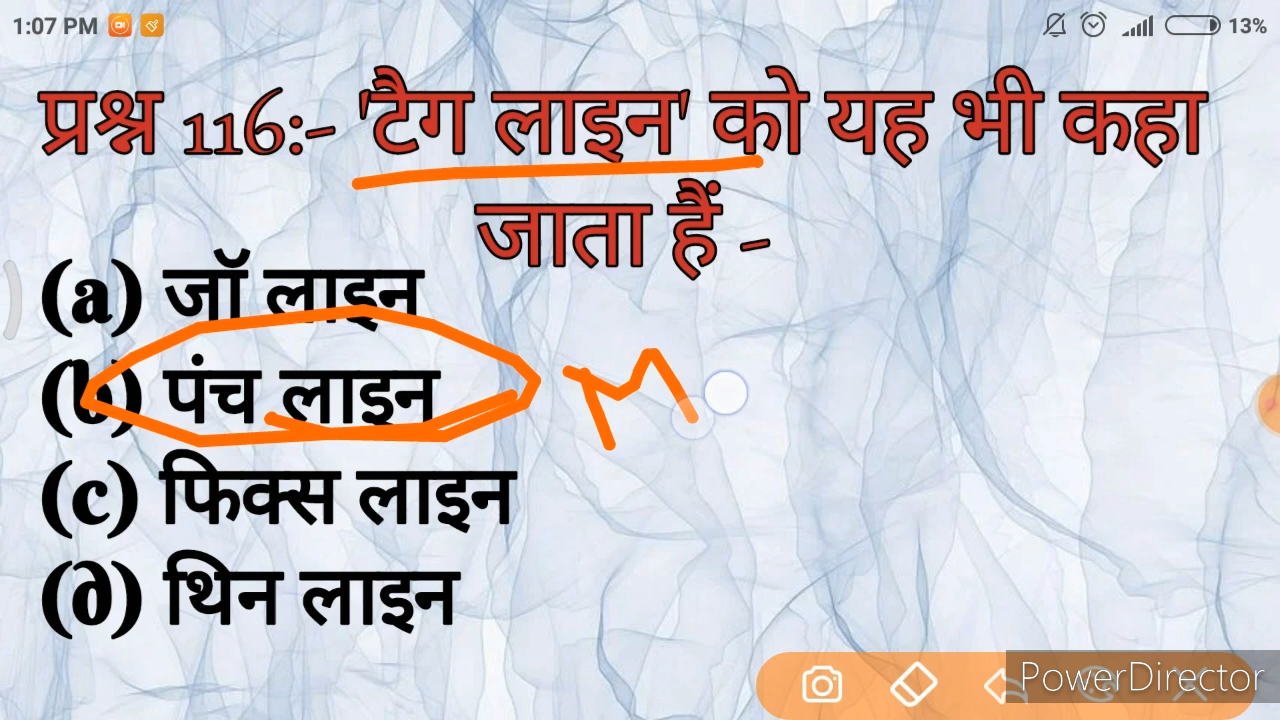 1:07 PM 13%
प्रश्न 116:- 'टैग लाइन' को यह भी कहा
जाता हैं -
(a) जॉ लाइन
(b) पंच लाइन
M
(c) फिक्स लाइन
(d) थिन लाइन
PowerDirector